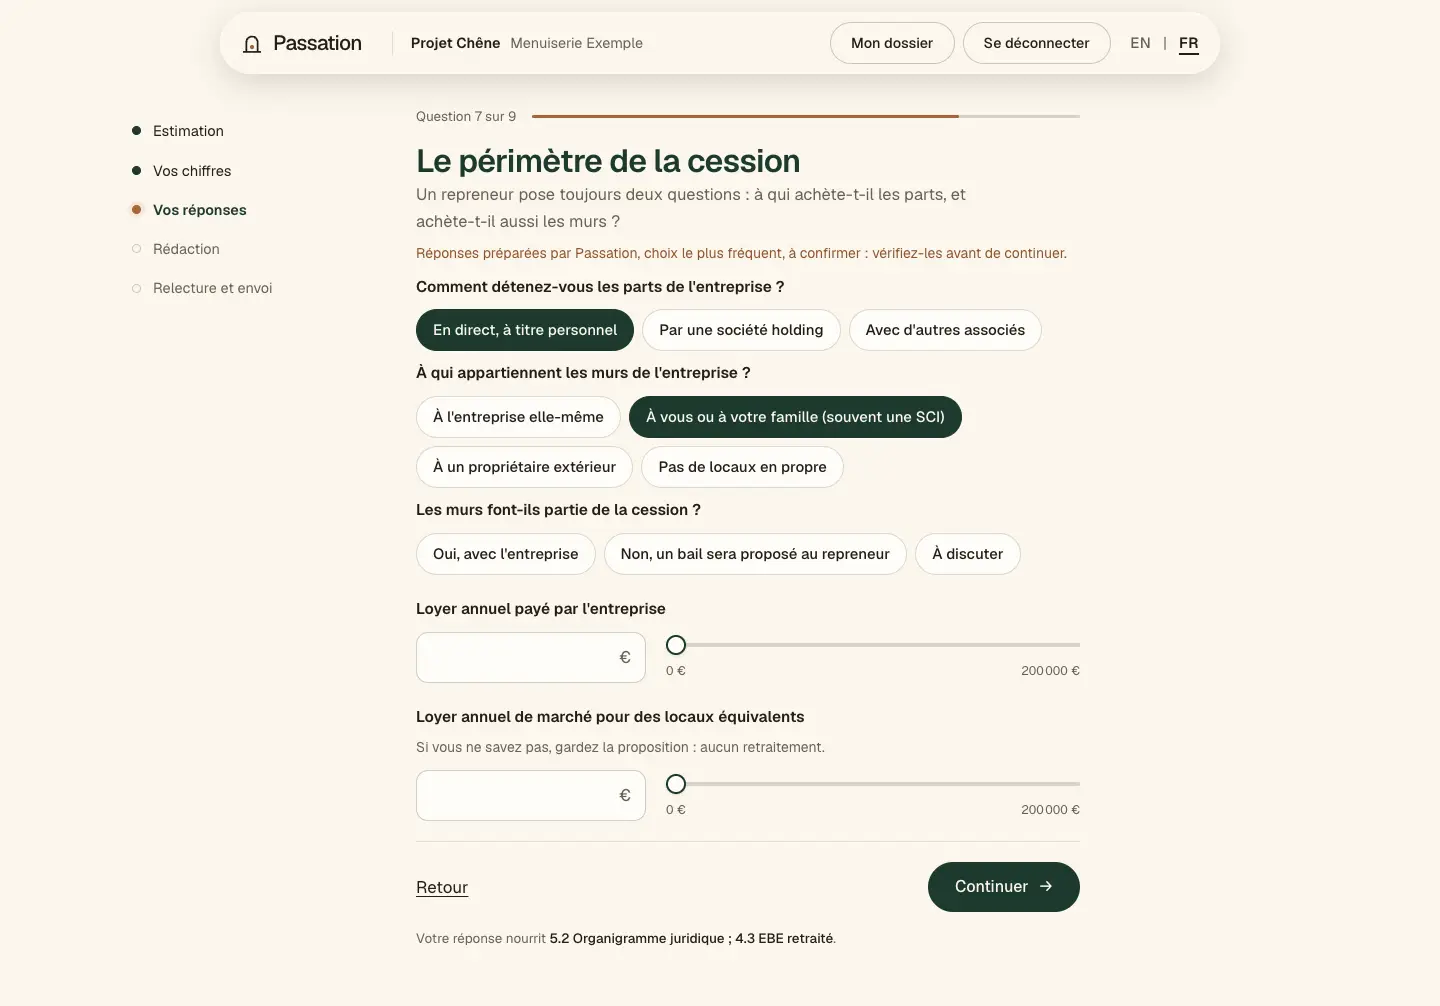 Passation
Projet Chêne Menuiserie Exemple
Mon dossier
Se déconnecter
EN | FR
Estimation
Vos chiffres
Vos réponses
Rédaction
Relecture et envoi
Question 7 sur 9
Le périmètre de la cession
Un repreneur pose toujours deux questions : à qui achète-t-il les parts, et
achète-t-il aussi les murs ?
Réponses préparées par Passation, choix le plus fréquent, à confirmer : vérifiez-les avant de continuer.
Comment détenez-vous les parts de l'entreprise ?
En direct, à titre personnel
Par une société holding
Avec d'autres associés
À qui appartiennent les murs de l'entreprise ?
À l'entreprise elle-même
À vous ou à votre famille (souvent une SCI)
À un propriétaire extérieur
Pas de locaux en propre
Les murs font-ils partie de la cession ?
Oui, avec l'entreprise
Non, un bail sera proposé au repreneur
À discuter
Loyer annuel payé par l'entreprise
€
0 €
200 000 €
Loyer annuel de marché pour des locaux équivalents
Si vous ne savez pas, gardez la proposition : aucun retraitement.
€
0 €
200 000 €
Retour
Continuer →
Votre réponse nourrit 5.2 Organigramme juridique ; 4.3 EBE retraité.